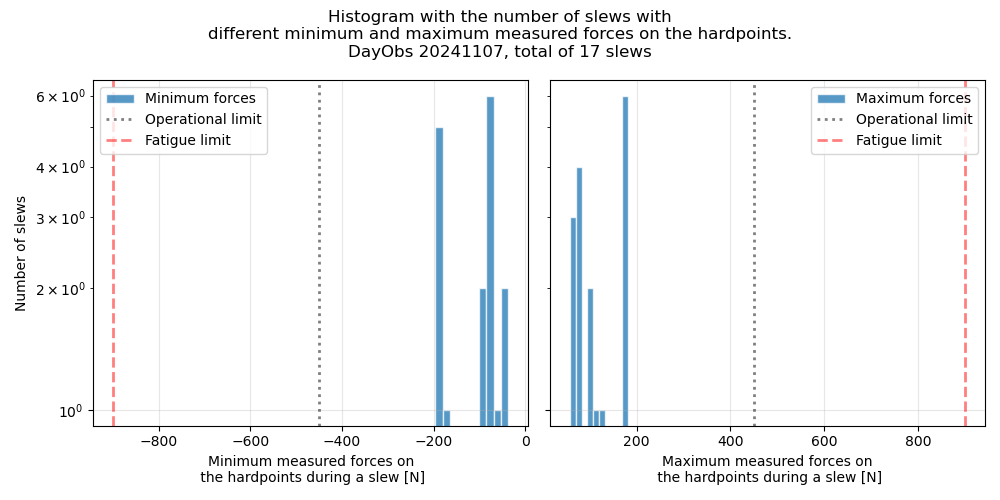 Histogram with the number of slews with
different minimum and maximum measured forces on the hardpoints.
DayObs 20241107, total of 17 slews
Number of slews
6 × 10⁰
4 × 10⁰
3 × 10⁰
2 × 10⁰
10⁰
Minimum forces
Operational limit
Fatigue limit
−800 −600 −400 −200 0
Minimum measured forces on
the hardpoints during a slew [N]
Maximum forces
Operational limit
Fatigue limit
200 400 600 800
Maximum measured forces on
the hardpoints during a slew [N]